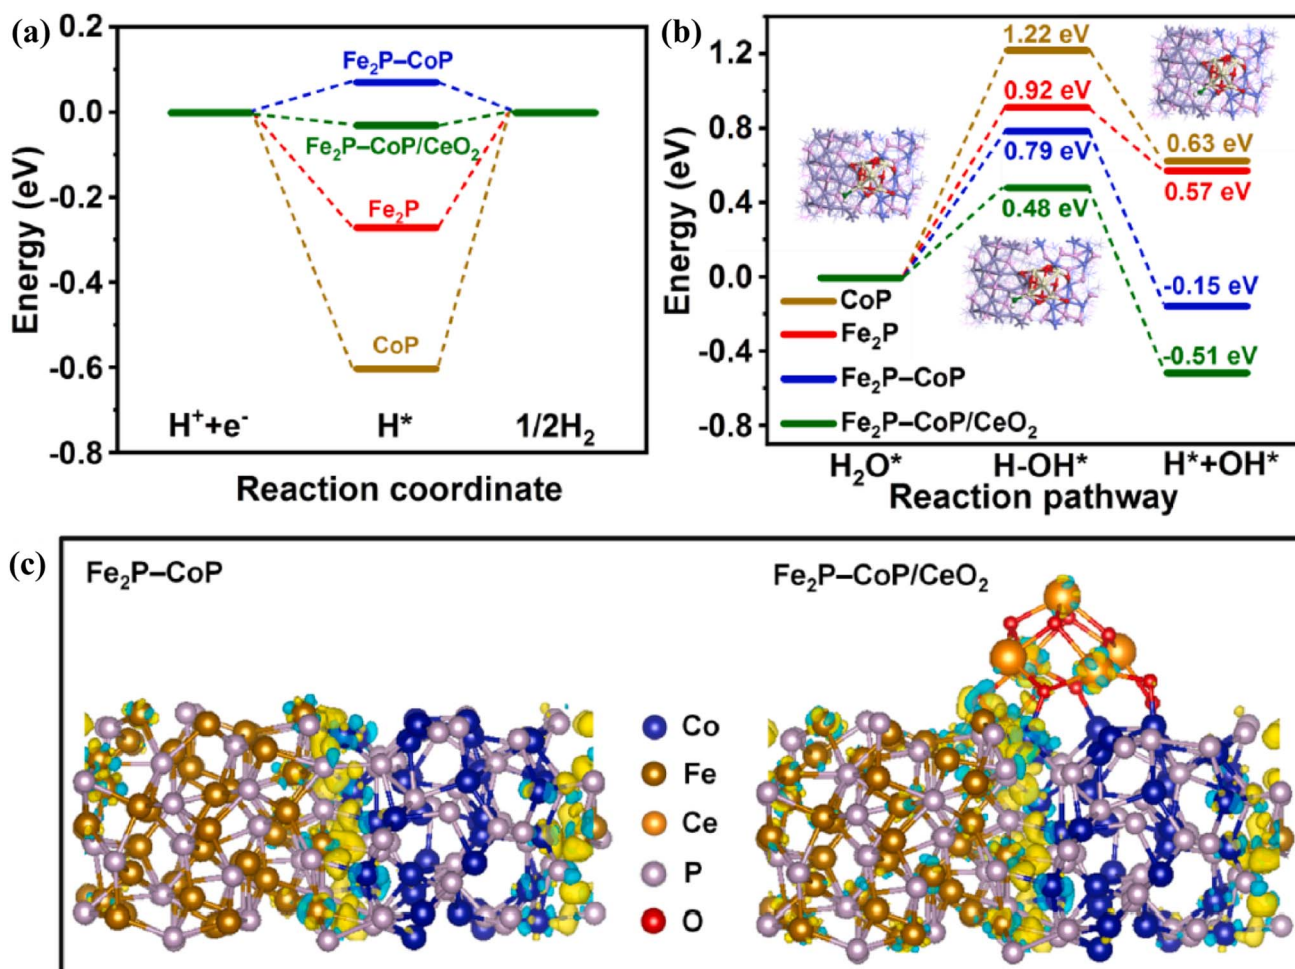 (a)
0.2
0.0
-0.2
-0.4
-0.6
-0.8
Energy (eV)
Fe₂P–CoP
Fe₂P–CoP/CeO₂
Fe₂P
CoP
H⁺+e⁻
H*
1/2H₂
Reaction coordinate
(b)
1.2
0.8
0.4
0.0
-0.4
-0.8
Energy (eV)
1.22 eV
0.92 eV
0.79 eV
0.48 eV
0.63 eV
0.57 eV
-0.15 eV
-0.51 eV
CoP
Fe₂P
Fe₂P–CoP
Fe₂P–CoP/CeO₂
H₂O*
H-OH*
H*+OH*
Reaction pathway
(c)
Fe₂P–CoP
Fe₂P–CoP/CeO₂
Co
Fe
Ce
P
O